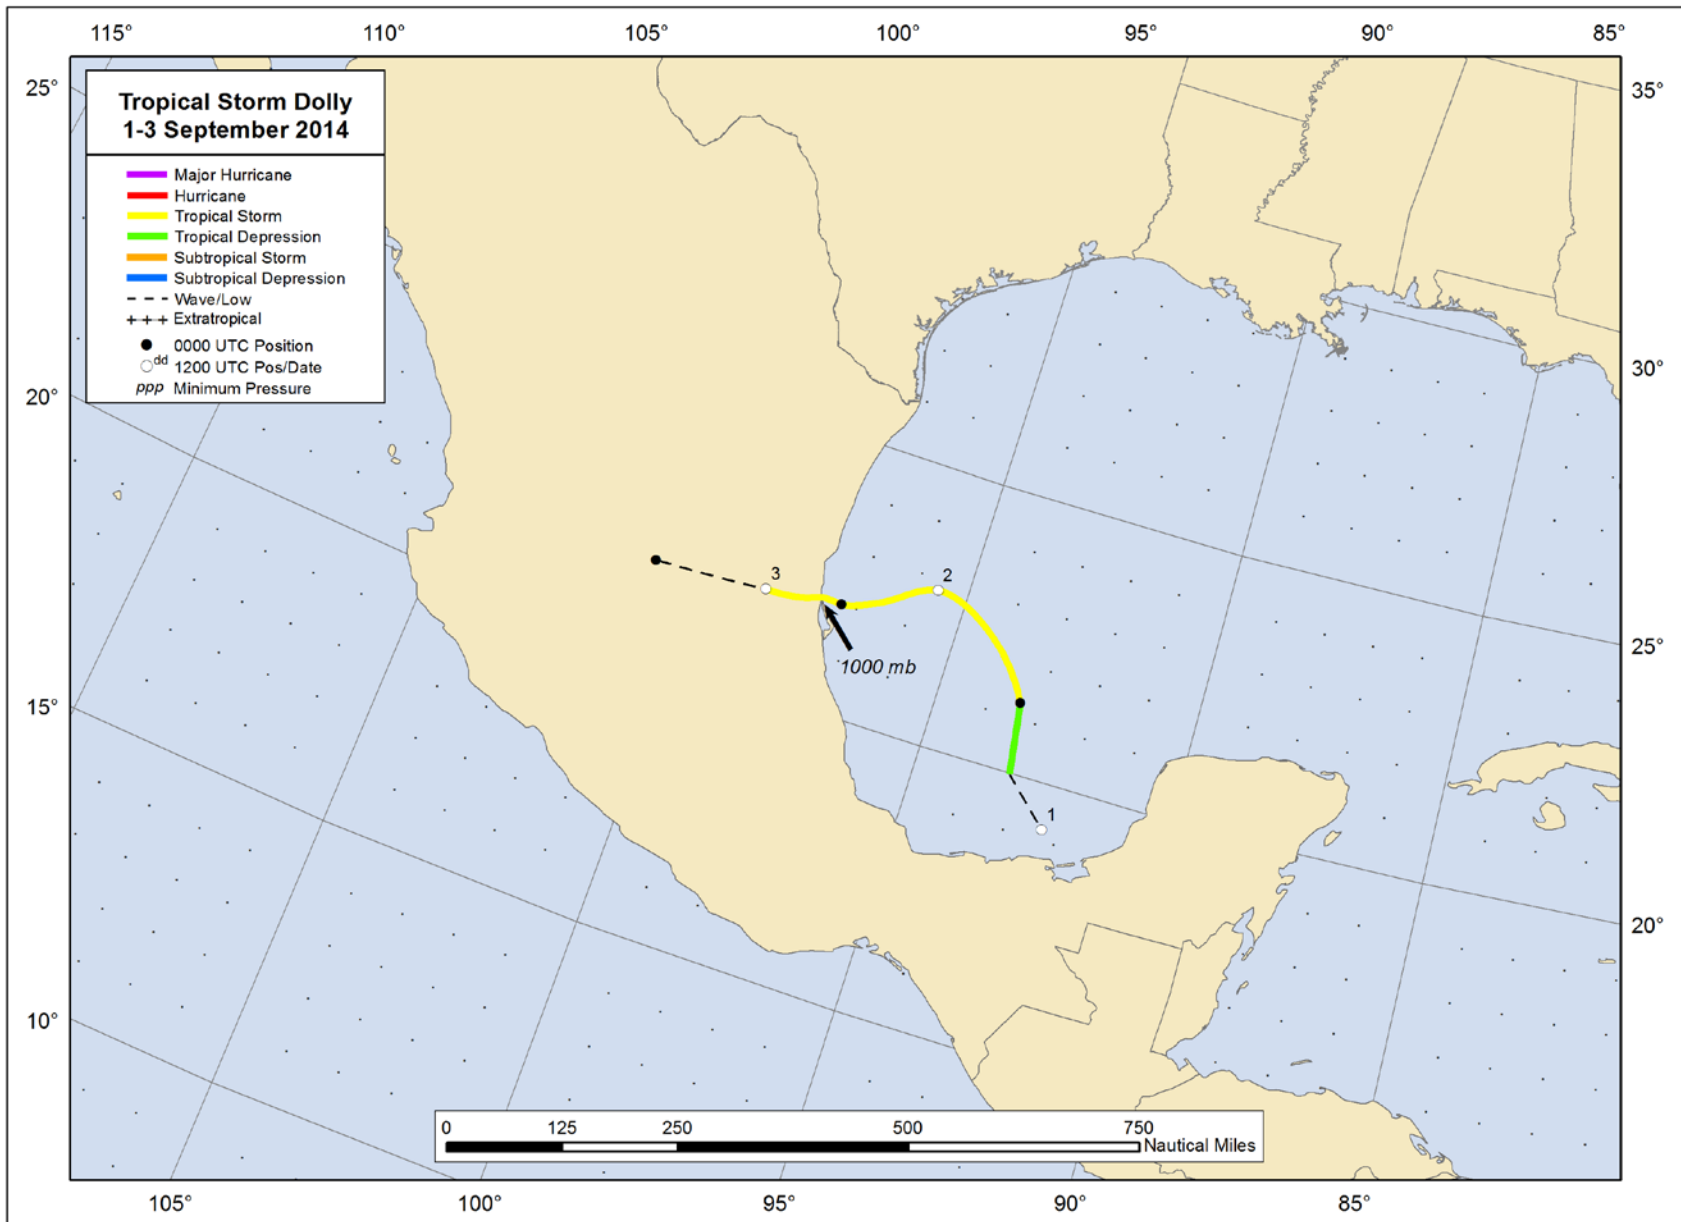 115° 110° 105° 100° 95° 90° 85°
25°
20°
15°
10°
Tropical Storm Dolly
1-3 September 2014
Major Hurricane
Hurricane
Tropical Storm
Tropical Depression
Subtropical Storm
Subtropical Depression
Wave/Low
+++ Extratropical
0000 UTC Position
dd 1200 UTC Pos/Date
ppp Minimum Pressure
35°
30°
25°
20°
3
2
1000 mb
1
0 125 250 500 750
Nautical Miles
105° 100° 95° 90° 85°